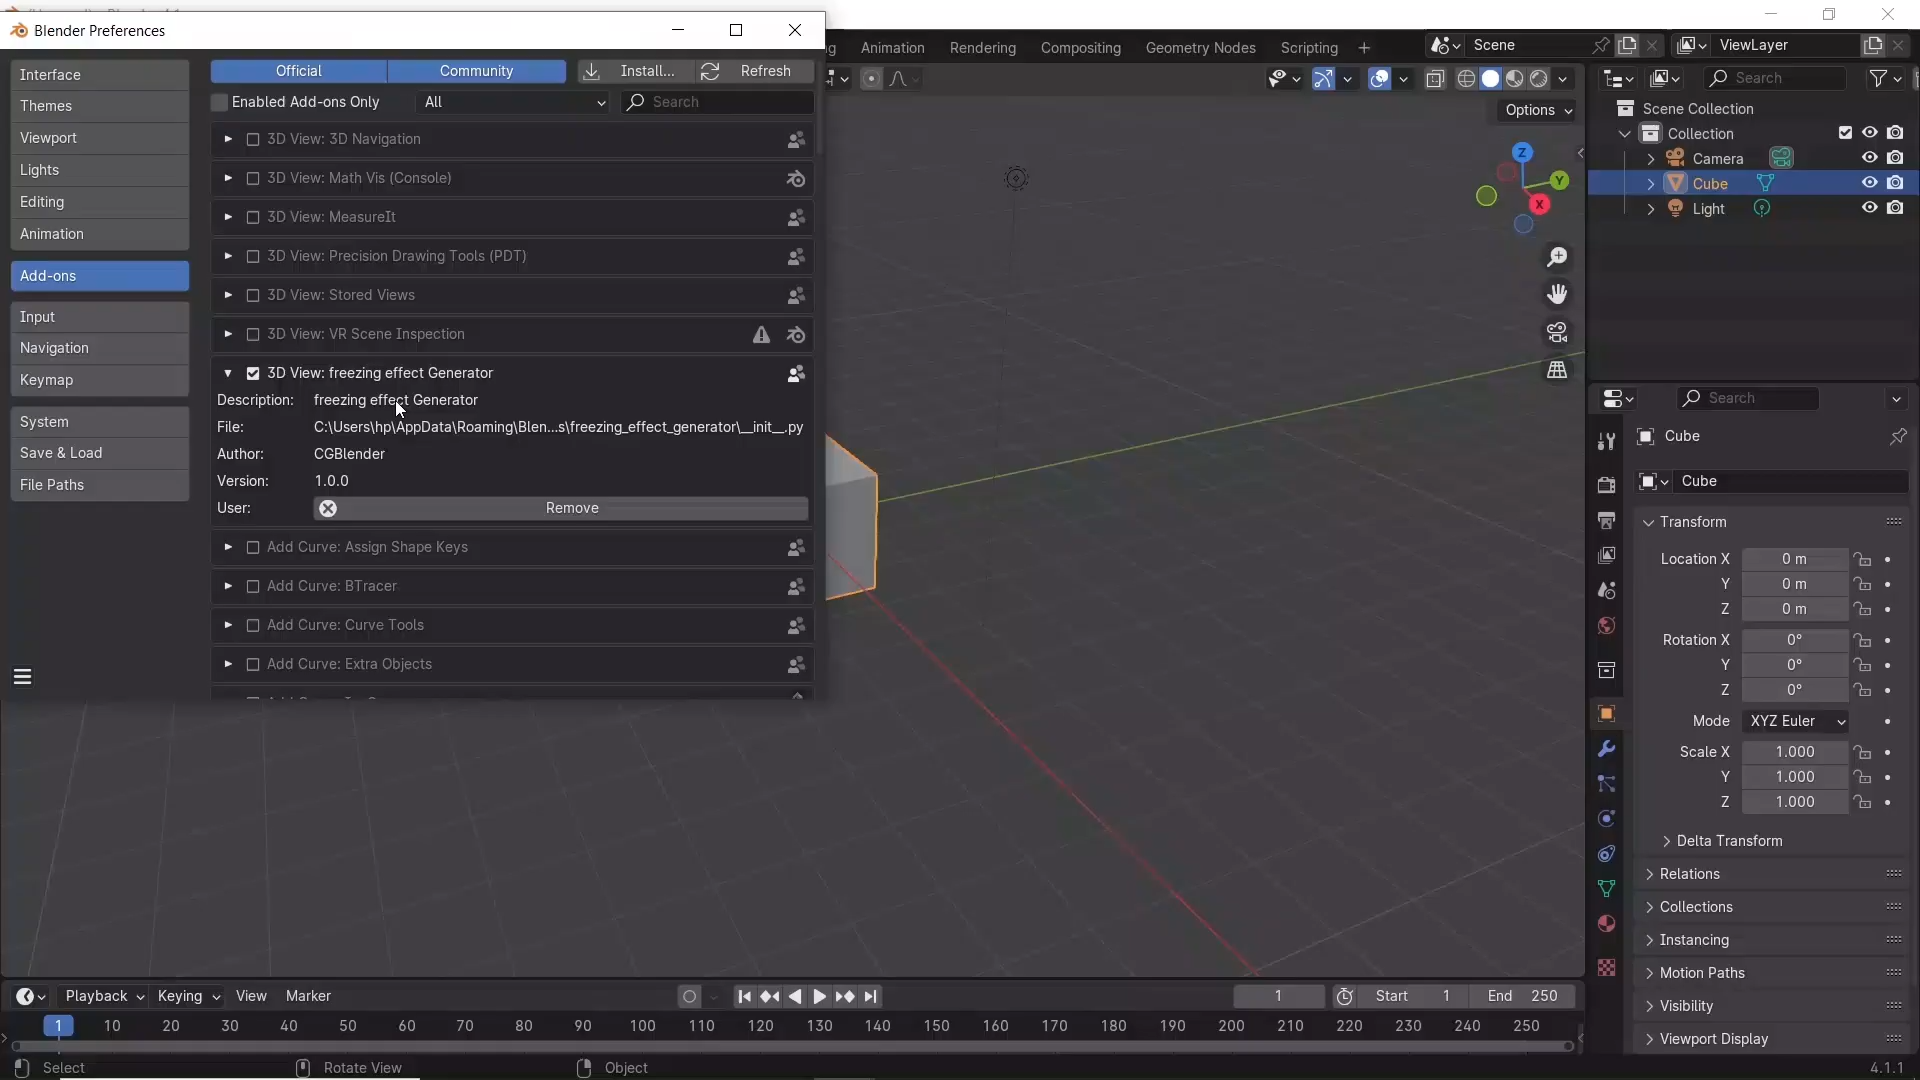 Blender Preferences
Interface
Themes
Viewport
Lights
Editing
Animation
Add-ons
Input
Navigation
Keymap
System
Save & Load
File Paths
Official
Community
Install...
Refresh
Enabled Add-ons Only
All
Search
3D View: 3D Navigation
3D View: Math Vis (Console)
3D View: MeasureIt
3D View: Precision Drawing Tools (PDT)
3D View: Stored Views
3D View: VR Scene Inspection
3D View: freezing effect Generator
Description: freezing effect Generator
File: C:\Users\hp\AppData\Roaming\Blen...s\freezing_effect_generator\__init__.py
Author: CGBlender
Version: 1.0.0
User: Remove
Add Curve: Assign Shape Keys
Add Curve: BTracer
Add Curve: Curve Tools
Add Curve: Extra Objects
Animation
Rendering
Compositing
Geometry Nodes
Scripting
Scene
ViewLayer
Options
Z
Y
X
Search
Scene Collection
Collection
Camera
Cube
Light
Search
Cube
Cube
Transform
Location X 0 m
Y 0 m
Z 0 m
Rotation X 0°
Y 0°
Z 0°
Mode XYZ Euler
Scale X 1.000
Y 1.000
Z 1.000
Delta Transform
Relations
Collections
Instancing
Motion Paths
Visibility
Viewport Display
Playback
Keying
View
Marker
1
Start 1
End 250
1 10 20 30 40 50 60 70 80 90 100 110 120 130 140 150 160 170 180 190 200 210 220 230 240 250
Select
Rotate View
Object
4.1.1